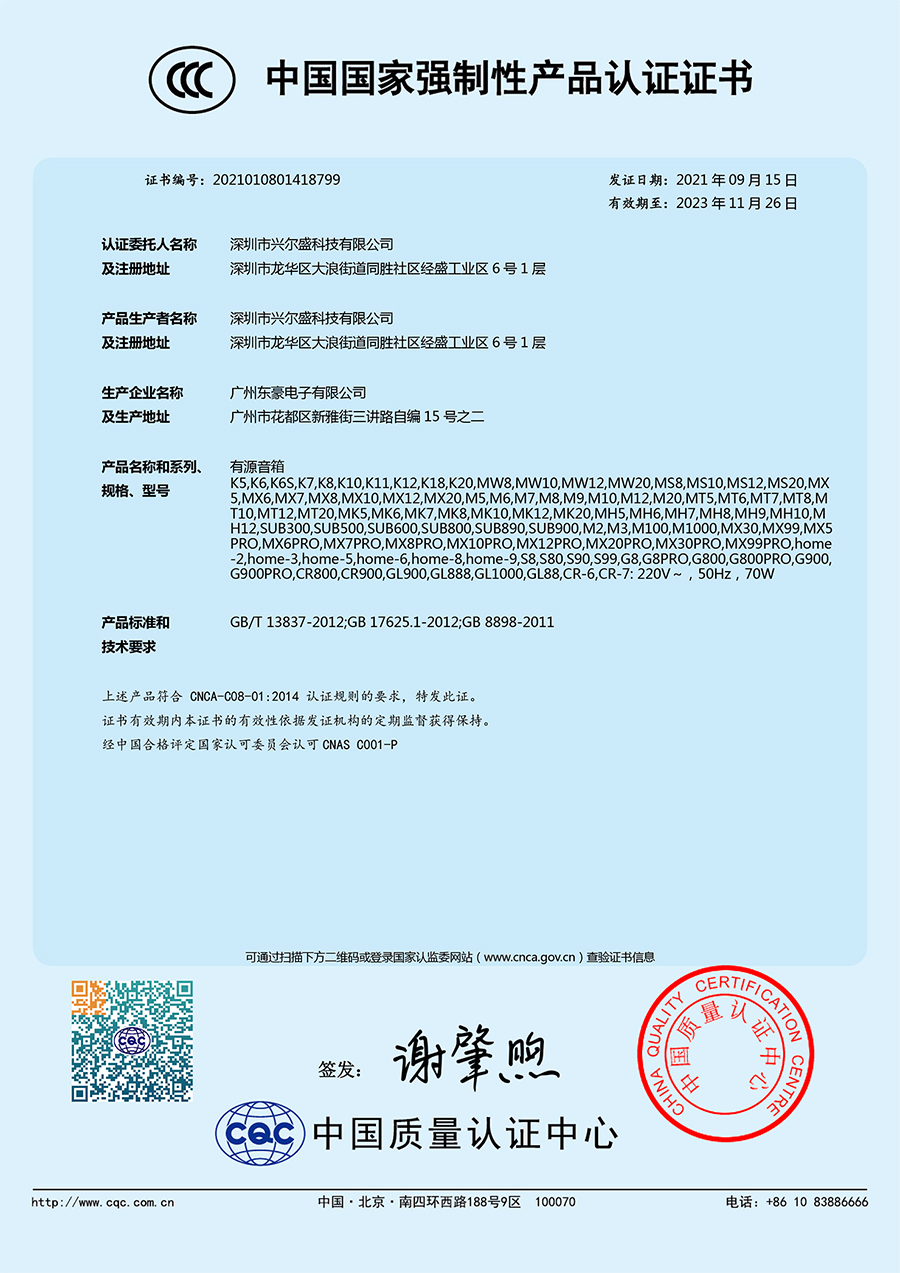 中国国家强制性产品认证证书
证书编号：2021010801418799
发证日期：2021 年 09 月 15 日
有效期至：2023 年 11 月 26 日
认证委托人名称 深圳市兴尔盛科技有限公司
及注册地址 深圳市龙华区大浪街道同胜社区经盛工业区 6 号 1 层
产品生产者名称 深圳市兴尔盛科技有限公司
及注册地址 深圳市龙华区大浪街道同胜社区经盛工业区 6 号 1 层
生产企业名称 广州东豪电子有限公司
及生产地址 广州市花都区新雅街三讲路自编 15 号之二
产品名称和系列、 有源音箱
规格、型号
K5,K6,K6S,K7,K8,K10,K11,K12,K18,K20,MW8,MW10,MW12,MW20,MS8,MS10,MS12,MS20,MX
5,MX6,MX7,MX8,MX10,MX12,MX20,M5,M6,M7,M8,M9,M10,M12,M20,MT5,MT6,MT7,MT8,M
T10,MT12,MT20,MK5,MK6,MK7,MK8,MK10,MK12,MK20,MH5,MH6,MH7,MH8,MH9,MH10,M
H12,SUB300,SUB500,SUB600,SUB800,SUB890,SUB900,M2,M3,M100,M1000,MX30,MX99,MX5
PRO,MX6PRO,MX7PRO,MX8PRO,MX10PRO,MX12PRO,MX20PRO,MX30PRO,MX99PRO,home
-2,home-3,home-5,home-6,home-8,home-9,S8,S80,S90,S99,G8,G8PRO,G800,G800PRO,G900,
G900PRO,CR800,CR900,GL900,GL888,GL1000,GL88,CR-6,CR-7: 220V～，50Hz，70W
产品标准和 GB/T 13837-2012;GB 17625.1-2012;GB 8898-2011
技术要求
上述产品符合 CNCA-C08-01:2014 认证规则的要求，特发此证。
证书有效期内本证书的有效性依据发证机构的定期监督获得保持。
经中国合格评定国家认可委员会认可 CNAS C001-P
可通过扫描下方二维码或登录国家认监委网站（www.cnca.gov.cn）查验证书信息
CQC
签发： 谢肇煦
CQC 中国质量认证中心
CHINA QUALITY CERTIFICATION CENTRE
中国质量认证中心
http://www.cqc.com.cn 中国·北京·南四环西路188号9区 100070 电话：+86 10 83886666